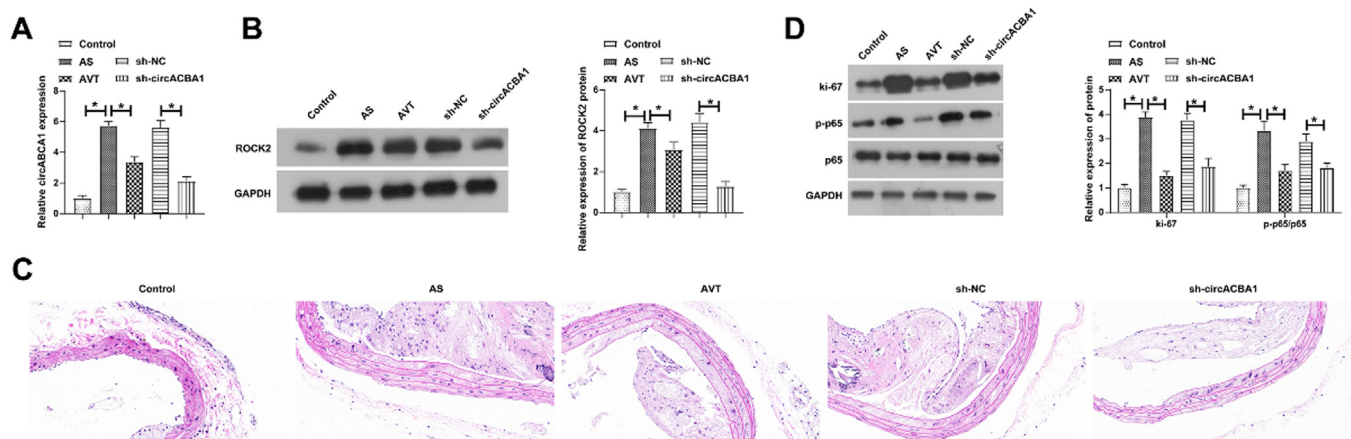 A
Control
AS
sh-NC
AVT
sh-circACBA1
Relative circABCA1 expression
8
6
4
2
0
* * *
B
Control
AS
AVT
sh-NC
sh-circACBA1
ROCK2
GAPDH
Control
AS
sh-NC
AVT
sh-circACBA1
Relative expression of ROCK2 protein
6
4
2
0
* * *
D
Control
AS
AVT
sh-NC
sh-circACBA1
ki-67
p-p65
p65
GAPDH
Control
AS
sh-NC
AVT
sh-circACBA1
Relative expression of protein
5
4
3
2
1
0
* * * * * *
ki-67
p-p65/p65
C
Control
AS
AVT
sh-NC
sh-circACBA1